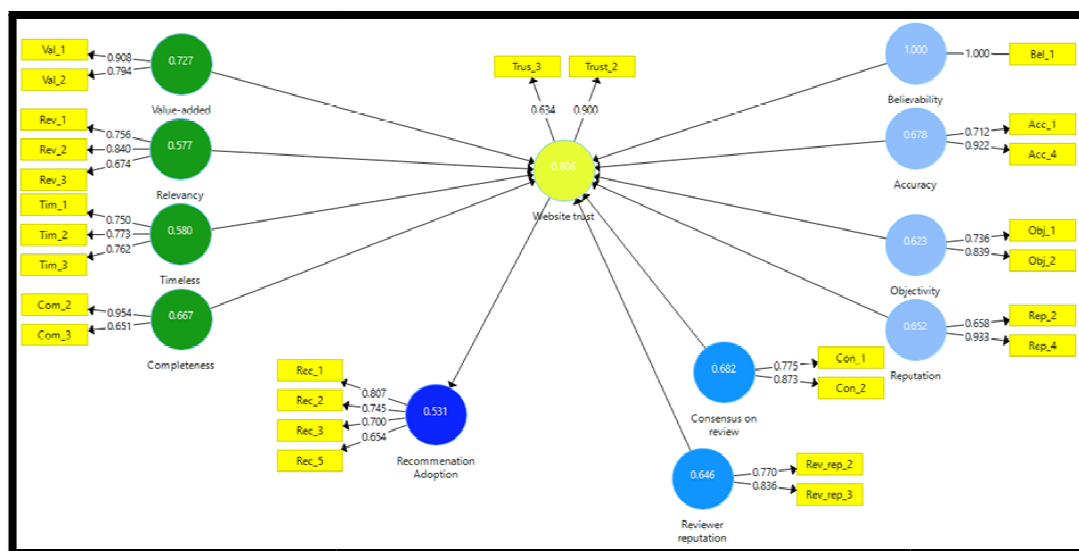 Val_1
0.908
Val_2
0.794
0.727
Value-added
Rev_1
0.756
Rev_2
0.840
Rev_3
0.674
0.577
Relevancy
Tim_1
0.750
Tim_2
0.773
Tim_3
0.762
0.580
Timeless
Com_2
0.954
Com_3
0.651
0.667
Completeness
Trus_3
Trust_2
0.634
0.900
0.606
Website trust
Rec_1
0.807
Rec_2
0.745
Rec_3
0.700
Rec_5
0.654
0.531
Recommenation
Adoption
1.000
1.000
Bel_1
Believability
0.678
0.712
Acc_1
0.922
Acc_4
Accuracy
0.623
0.736
Obj_1
0.839
Obj_2
Objectivity
0.652
0.658
Rep_2
0.933
Rep_4
Reputation
0.682
0.775
Con_1
0.873
Con_2
Consensus on
review
0.646
0.770
Rev_rep_2
0.836
Rev_rep_3
Reviewer
reputation